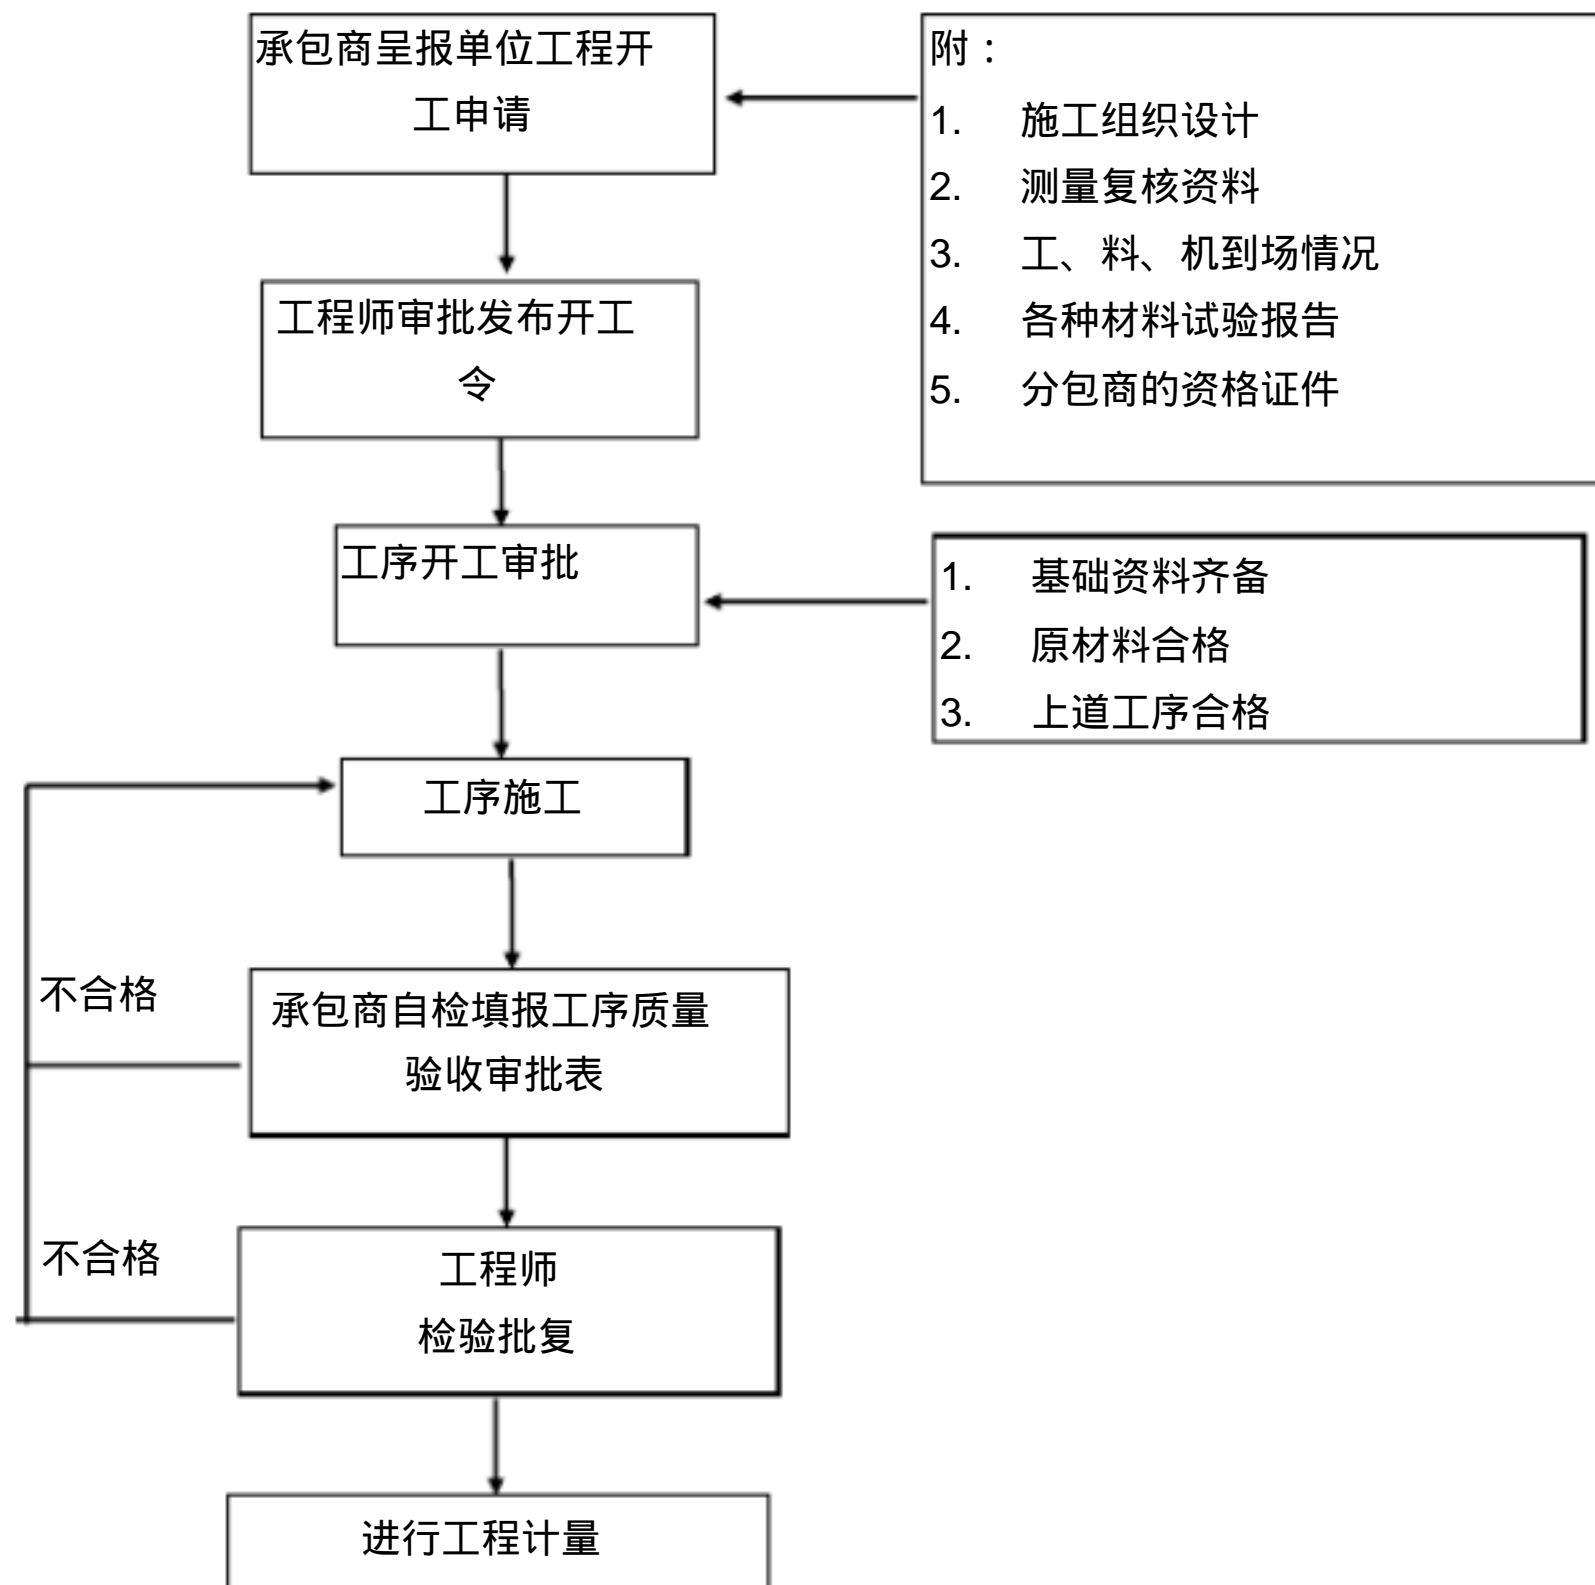 承包商呈报单位工程开
工申请
附：
1. 施工组织设计
2. 测量复核资料
3. 工、料、机到场情况
4. 各种材料试验报告
5. 分包商的资格证件
工程师审批发布开工
令
工序开工审批
1. 基础资料齐备
2. 原材料合格
3. 上道工序合格
工序施工
不合格
承包商自检填报工序质量
验收审批表
不合格
工程师
检验批复
进行工程计量